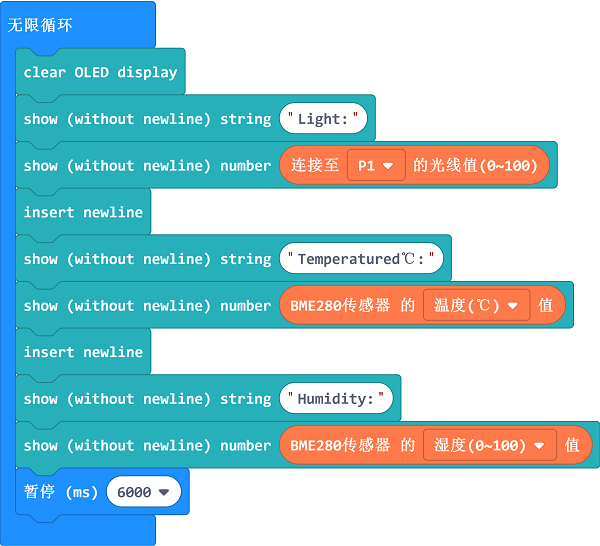 无限循环
clear OLED display
show (without newline) string "Light:"
show (without newline) number 连接至 P1 的光线值(0~100)
insert newline
show (without newline) string "Temperatured℃:"
show (without newline) number BME280传感器 的 温度(℃) 值
insert newline
show (without newline) string "Humidity:"
show (without newline) number BME280传感器 的 湿度(0~100) 值
暂停 (ms) 6000